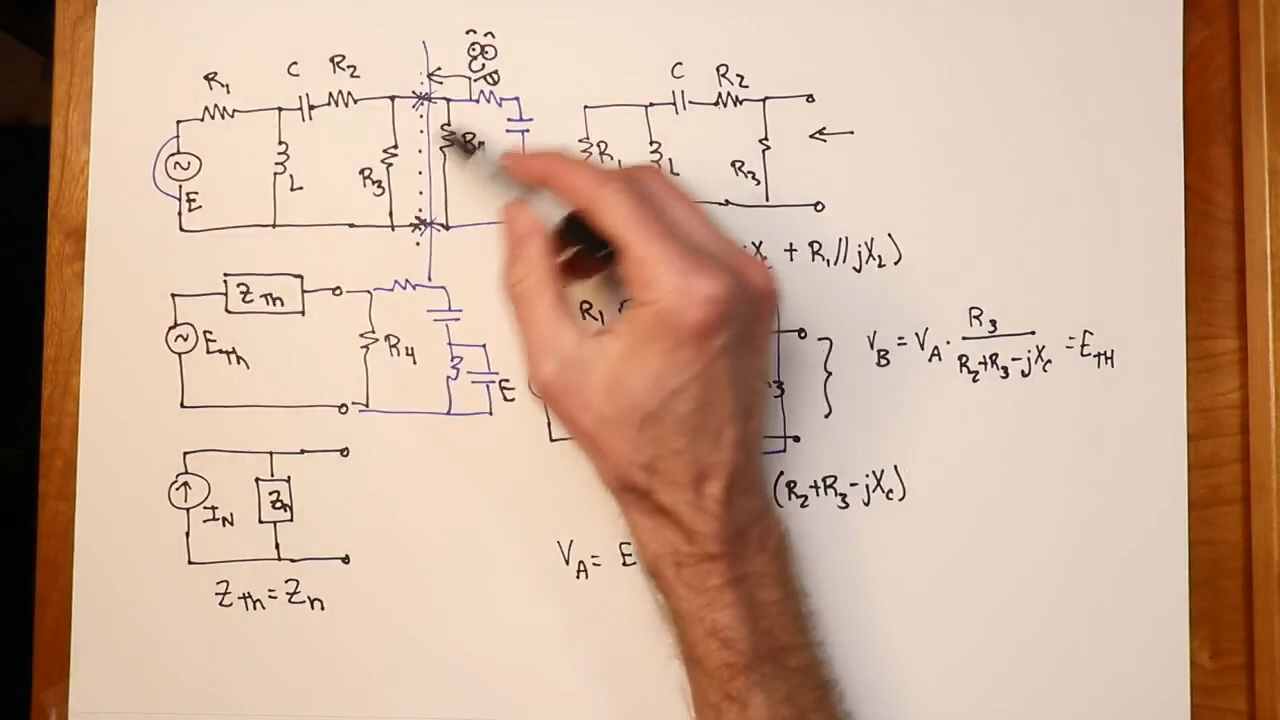 R1 C R2
E L R3
C R2
R1 L R3
+ R1//jXL)
ZTh
ETh R4 E
R1
VB = VA · R3 / (R2+R3-jXc) = ETH
IN Zn
(R2+R3-jXc)
VA = E
ZTh = Zn